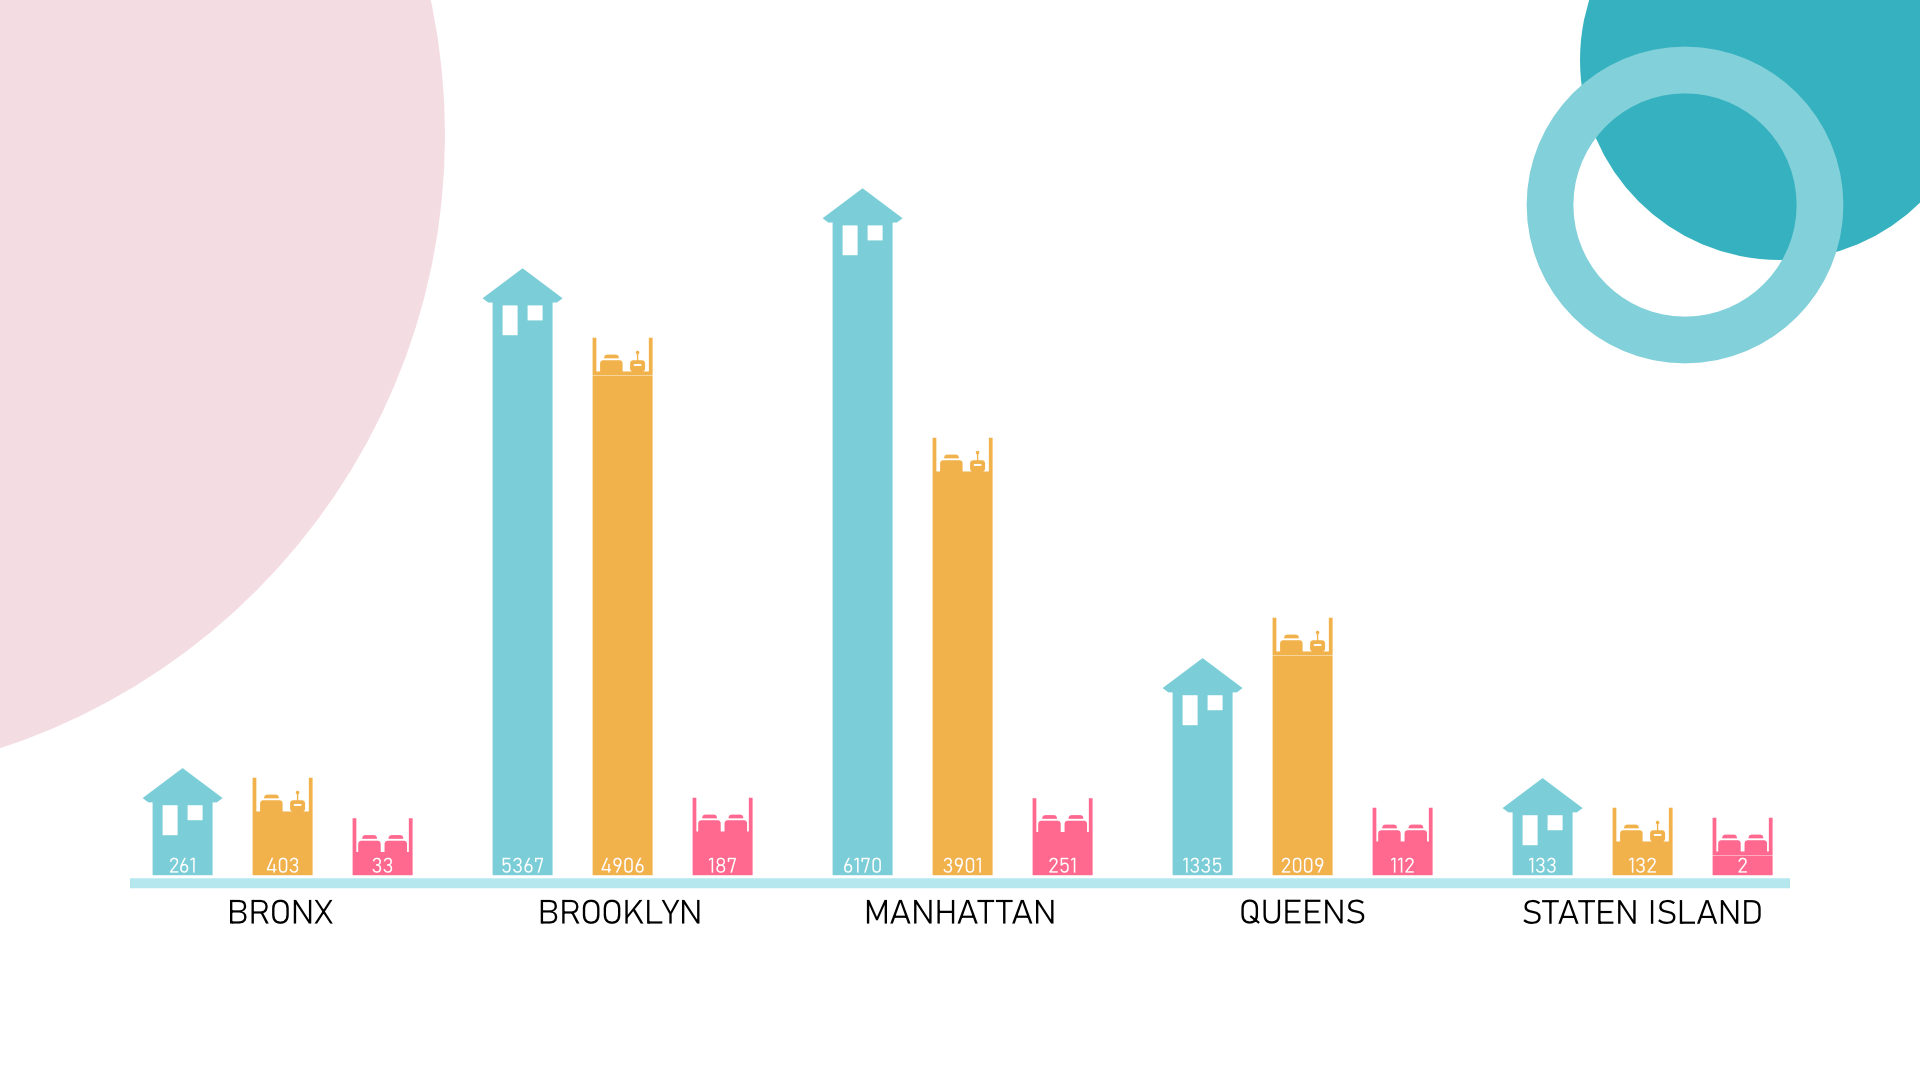 261 403 33 5367 4906 187 6170 3901 251 1335 2009 112 133 132 2
BRONX BROOKLYN MANHATTAN QUEENS STATEN ISLAND